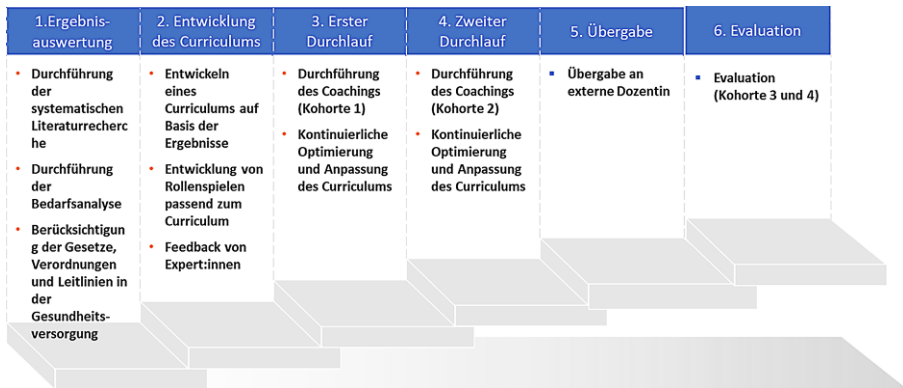 1.Ergebnis-
auswertung
• Durchführung
der
systematischen
Literaturrecherc
he
• Durchführung
der
Bedarfsanalyse
• Berücksichtigun
g der Gesetze,
Verordnungen
und Leitlinien in
der
Gesundheits-
versorgung
2. Entwicklung
des Curriculums
• Entwickeln
eines
Curriculums auf
Basis der
Ergebnisse
• Entwicklung von
Rollenspielen
passend zum
Curriculum
• Feedback von
Expert:innen
3. Erster
Durchlauf
• Durchführung
des Coachings
(Kohorte 1)
• Kontinuierliche
Optimierung
und Anpassung
des Curriculums
4. Zweiter
Durchlauf
• Durchführung
des Coachings
(Kohorte 2)
• Kontinuierliche
Optimierung
und Anpassung
des Curriculums
5. Übergabe
▪ Übergabe an
externe Dozentin
6. Evaluation
▪ Evaluation
(Kohorte 3 und 4)